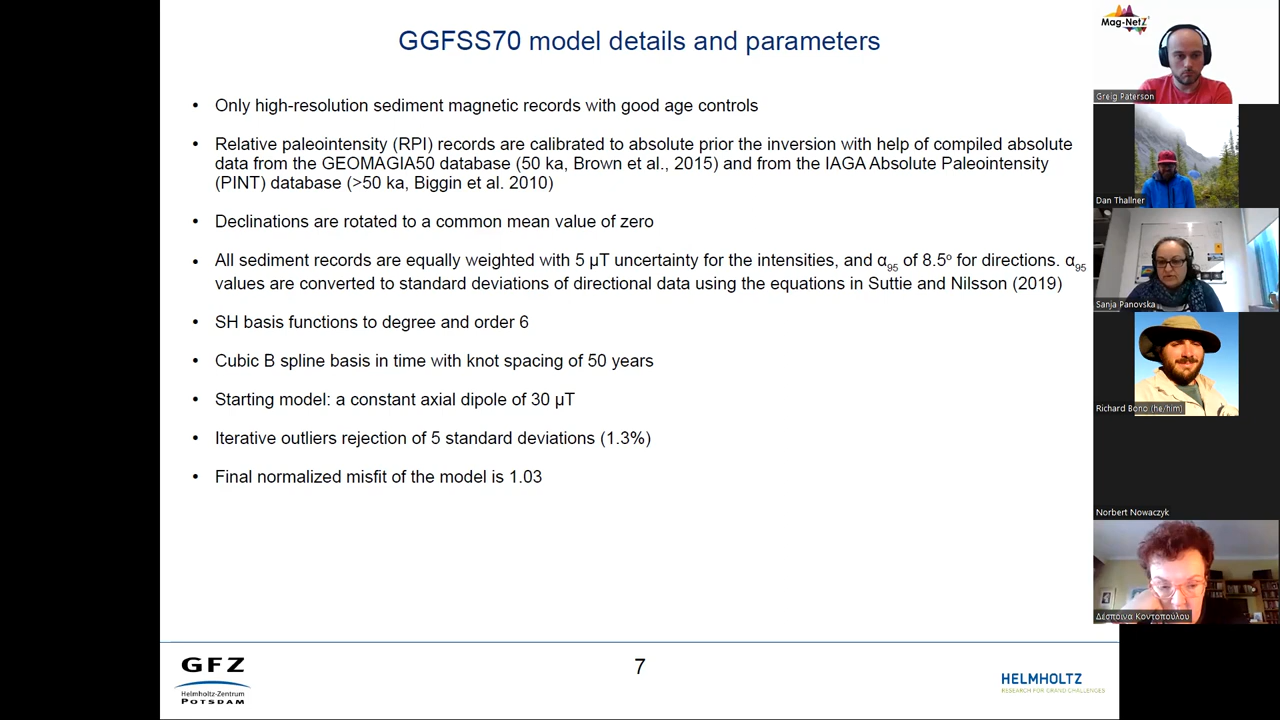 GGFSS70 model details and parameters
• Only high-resolution sediment magnetic records with good age controls
• Relative paleointensity (RPI) records are calibrated to absolute prior the inversion with help of compiled absolute
data from the GEOMAGIA50 database (50 ka, Brown et al., 2015) and from the IAGA Absolute Paleointensity
(PINT) database (>50 ka, Biggin et al. 2010)
• Declinations are rotated to a common mean value of zero
• All sediment records are equally weighted with 5 µT uncertainty for the intensities, and α95 of 8.5º for directions. α95
values are converted to standard deviations of directional data using the equations in Suttie and Nilsson (2019)
• SH basis functions to degree and order 6
• Cubic B spline basis in time with knot spacing of 50 years
• Starting model: a constant axial dipole of 30 µT
• Iterative outliers rejection of 5 standard deviations (1.3%)
• Final normalized misfit of the model is 1.03
GFZ
Helmholtz-Zentrum
POTSDAM
7
HELMHOLTZ
RESEARCH FOR GRAND CHALLENGES
Mag-NetZ
Greig Paterson
Dan Thallner
Sanja Panovska
Richard Bono (he/him)
Norbert Nowaczyk
Δέσποινα Κοντοπούλου